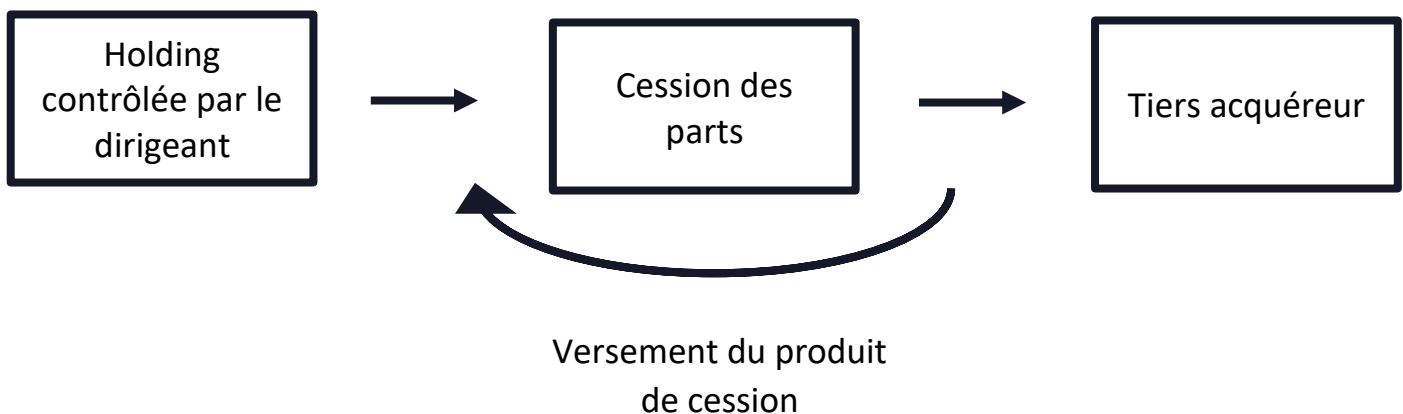 Holding
contrôlée par le
dirigeant
Cession des
parts
Tiers acquéreur
Versement du produit
de cession